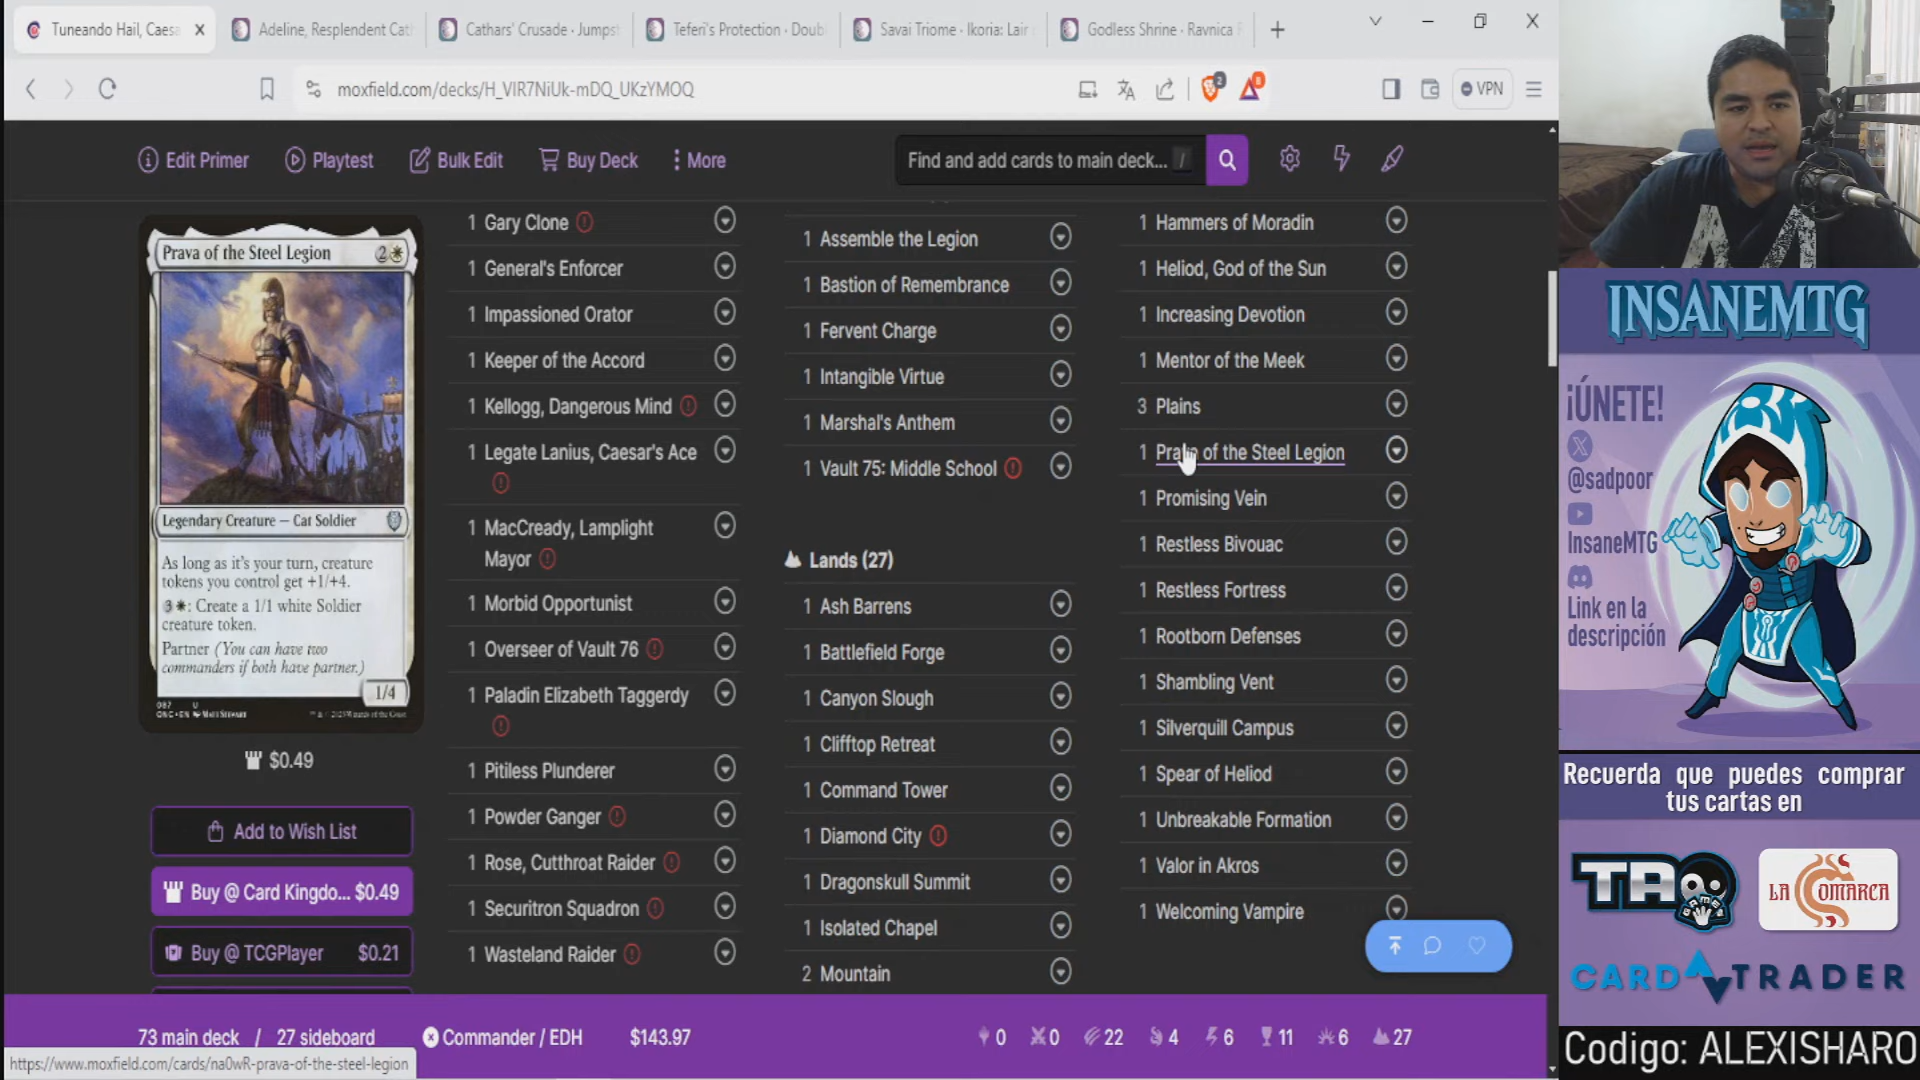 Tuneando Hail, Caesa
Adeline, Resplendent Cath
Cathars' Crusade · Jumpst
Teferi's Protection · Doub
Savai Triome · Ikoria: Lair
Godless Shrine · Ravnica
moxfield.com/decks/H_VIR7NiUk-mDQ_UKzYMOQ
2
8
VPN
Edit Primer
Playtest
Bulk Edit
Buy Deck
More
Find and add cards to main deck... /
Prava of the Steel Legion 2
Legendary Creature — Cat Soldier
As long as it's your turn, creature
tokens you control get +1/+4.
3: Create a 1/1 white Soldier
creature token.
Partner (You can have two
commanders if both have partner.)
1/4
$0.49
Add to Wish List
Buy @ Card Kingdo... $0.49
Buy @ TCGPlayer $0.21
1 Gary Clone
1 General's Enforcer
1 Impassioned Orator
1 Keeper of the Accord
1 Kellogg, Dangerous Mind
1 Legate Lanius, Caesar's Ace
1 MacCready, Lamplight
Mayor
1 Morbid Opportunist
1 Overseer of Vault 76
1 Paladin Elizabeth Taggerdy
1 Pitiless Plunderer
1 Powder Ganger
1 Rose, Cutthroat Raider
1 Securitron Squadron
1 Wasteland Raider
1 Assemble the Legion
1 Bastion of Remembrance
1 Fervent Charge
1 Intangible Virtue
1 Marshal's Anthem
1 Vault 75: Middle School
Lands (27)
1 Ash Barrens
1 Battlefield Forge
1 Canyon Slough
1 Clifftop Retreat
1 Command Tower
1 Diamond City
1 Dragonskull Summit
1 Isolated Chapel
2 Mountain
1 Hammers of Moradin
1 Heliod, God of the Sun
1 Increasing Devotion
1 Mentor of the Meek
3 Plains
1 Prava of the Steel Legion
1 Promising Vein
1 Restless Bivouac
1 Restless Fortress
1 Rootborn Defenses
1 Shambling Vent
1 Silverquill Campus
1 Spear of Heliod
1 Unbreakable Formation
1 Valor in Akros
1 Welcoming Vampire
73 main deck / 27 sideboard
Commander / EDH
$143.97
0
0
22
4
6
11
6
27
https://www.moxfield.com/cards/na0wR-prava-of-the-steel-legion
INSANEMTG
¡ÚNETE!
@sadpoor
InsaneMTG
Link en la
descripción
Recuerda que puedes comprar
tus cartas en
LA COMARCA
CARD TRADER
Codigo: ALEXISHARO